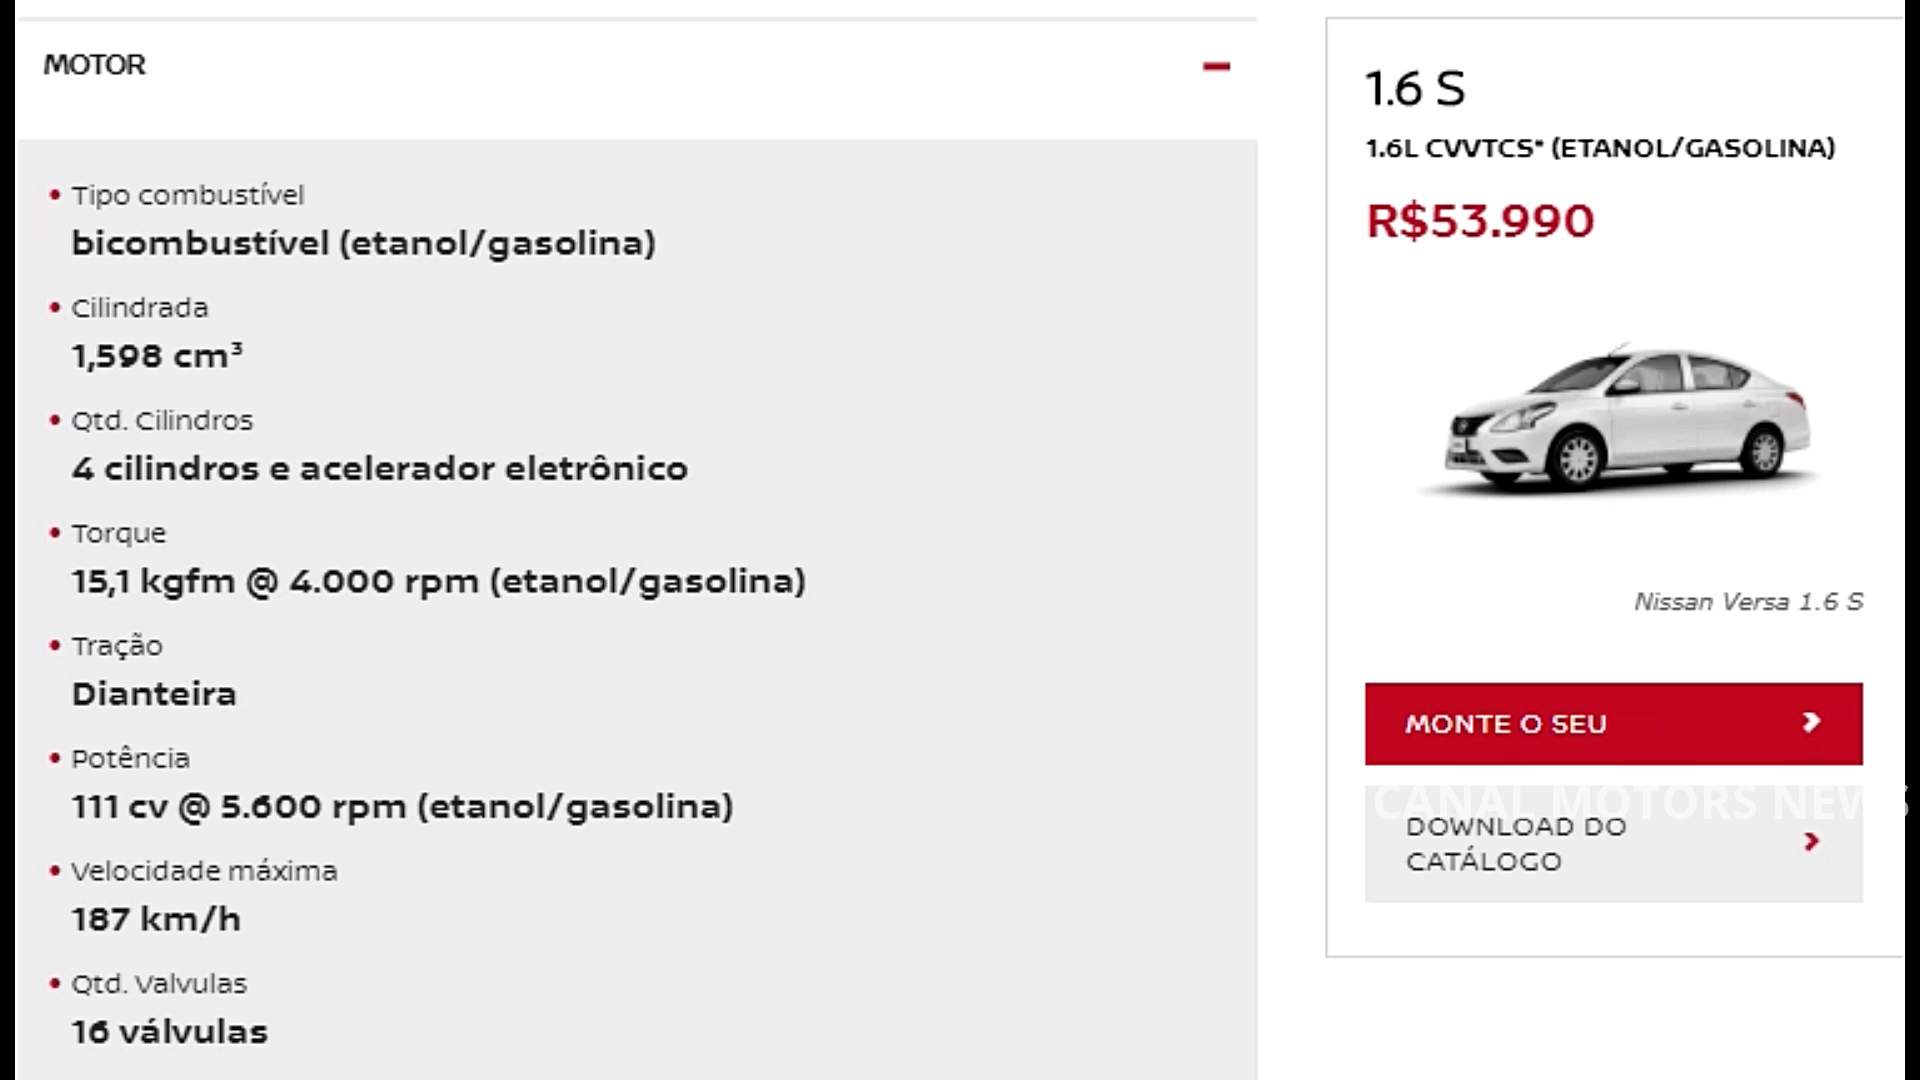 MOTOR
• Tipo combustível
bicombustível (etanol/gasolina)
• Cilindrada
1,598 cm³
• Qtd. Cilindros
4 cilindros e acelerador eletrônico
• Torque
15,1 kgfm @ 4.000 rpm (etanol/gasolina)
• Tração
Dianteira
• Potência
111 cv @ 5.600 rpm (etanol/gasolina)
• Velocidade máxima
187 km/h
• Qtd. Valvulas
16 válvulas
1.6 S
1.6L CVVTCS* (ETANOL/GASOLINA)
R$53.990
Nissan Versa 1.6 S
MONTE O SEU
CANAL MOTORS NEWS
DOWNLOAD DO
CATÁLOGO